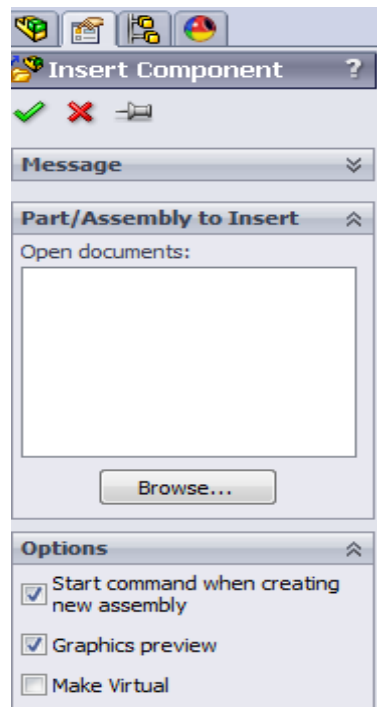 Insert Component ?
Message
Part/Assembly to Insert
Open documents:
Browse...
Options
Start command when creating
new assembly
Graphics preview
Make Virtual